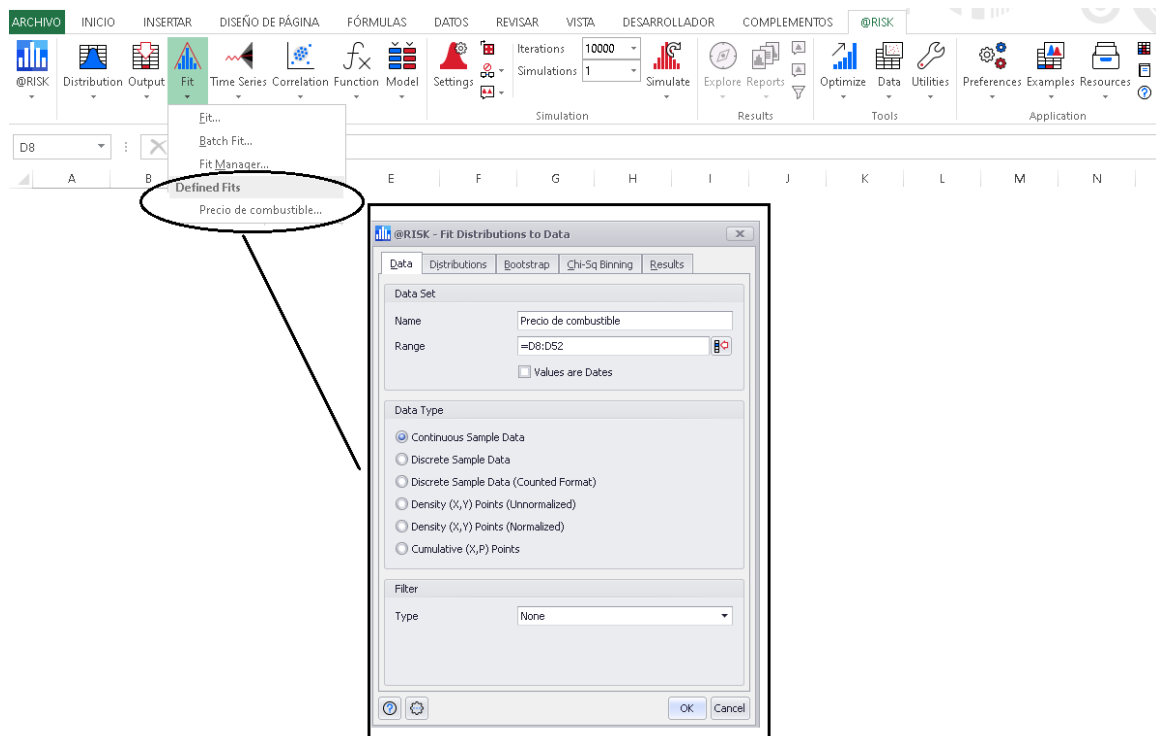 ARCHIVO INICIO INSERTAR DISEÑO DE PÁGINA FÓRMULAS DATOS REVISAR VISTA DESARROLLADOR COMPLEMENTOS @RISK
Iterations 10000
Simulations 1
@RISK Distribution Output Fit Time Series Correlation Function Model Settings Simulate Explore Reports Optimize Data Utilities Preferences Examples Resources
Simulation Results Tools Application
Fit...
Batch Fit...
Fit Manager...
Defined Fits
Precio de combustible...
D8
A B E F G H I J K L M N
@RISK - Fit Distributions to Data
Data Distributions Bootstrap Chi-Sq Binning Results
Data Set
Name Precio de combustible
Range =D8:D52
Values are Dates
Data Type
Continuous Sample Data
Discrete Sample Data
Discrete Sample Data (Counted Format)
Density (X,Y) Points (Unnormalized)
Density (X,Y) Points (Normalized)
Cumulative (X,P) Points
Filter
Type None
OK Cancel